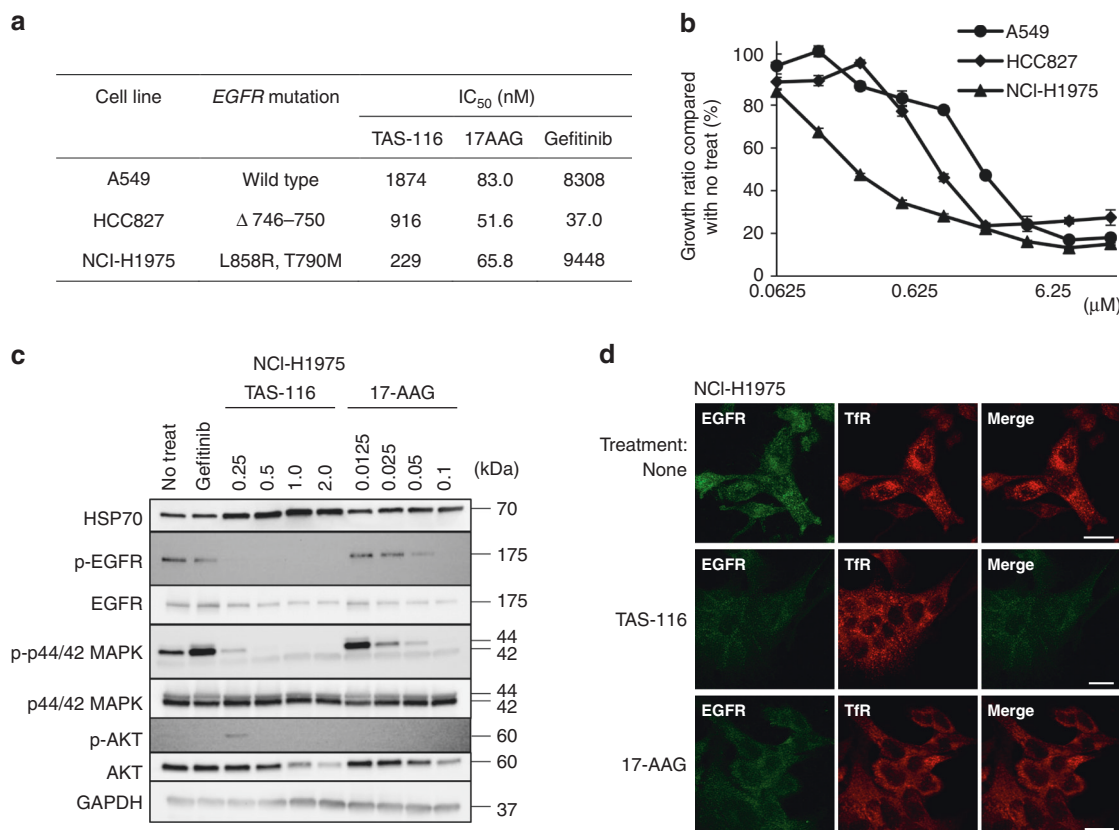 a
Cell line EGFR mutation IC50 (nM)
TAS-116 17AAG Gefitinib
A549 Wild type 1874 83.0 8308
HCC827 Δ 746–750 916 51.6 37.0
NCI-H1975 L858R, T790M 229 65.8 9448
b
A549
HCC827
NCI-H1975
Growth ratio compared
with no treat (%)
100
80
60
40
20
0
0.0625 0.625 6.25
(μM)
c
NCI-H1975
TAS-116 17-AAG
No treat Gefitinib 0.25 0.5 1.0 2.0 0.0125 0.025 0.05 0.1 (kDa)
HSP70 70
p-EGFR 175
EGFR 175
p-p44/42 MAPK 44
42
p44/42 MAPK 44
42
p-AKT 60
AKT 60
GAPDH 37
d
NCI-H1975
Treatment:
None
EGFR TfR Merge
TAS-116
EGFR TfR Merge
17-AAG
EGFR TfR Merge